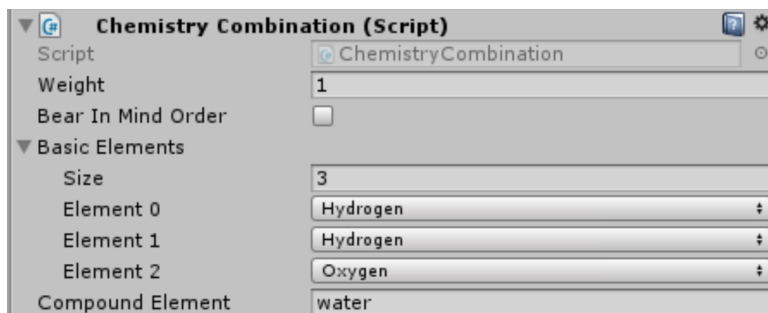 Chemistry Combination (Script)
Script ChemistryCombination
Weight 1
Bear In Mind Order
Basic Elements
Size 3
Element 0 Hydrogen
Element 1 Hydrogen
Element 2 Oxygen
Compound Element water